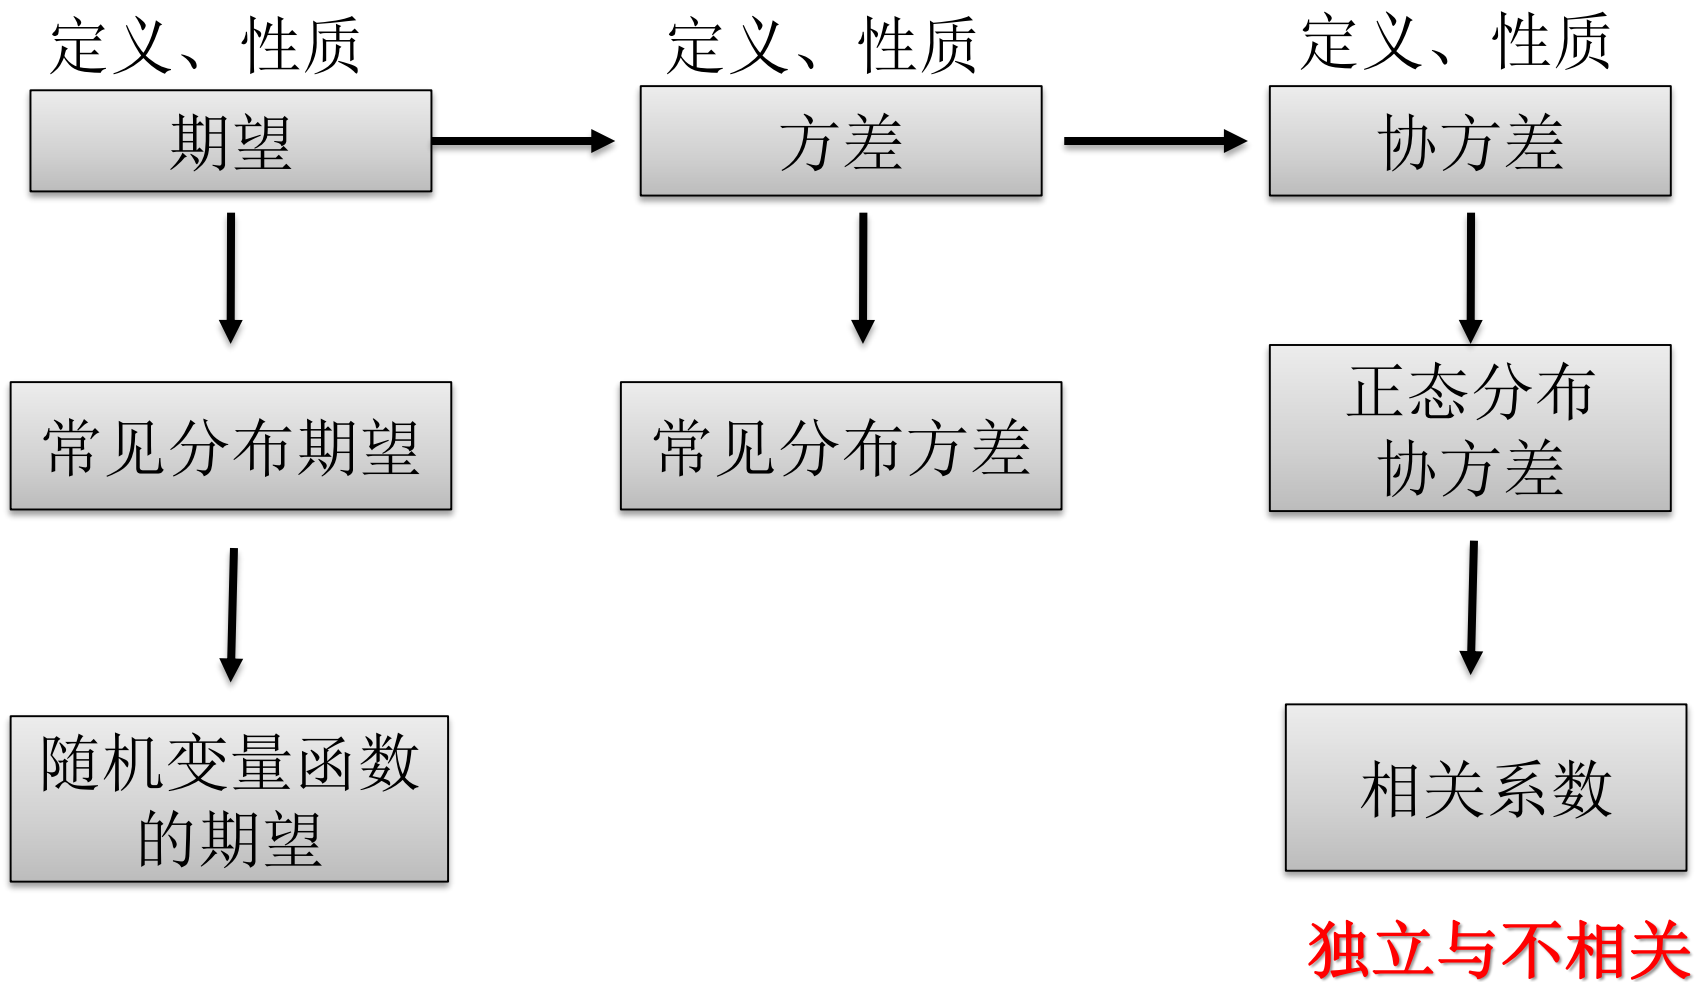 定义、性质
定义、性质
定义、性质
期望
方差
协方差
常见分布期望
常见分布方差
正态分布
协方差
随机变量函数
的期望
相关系数
独立与不相关